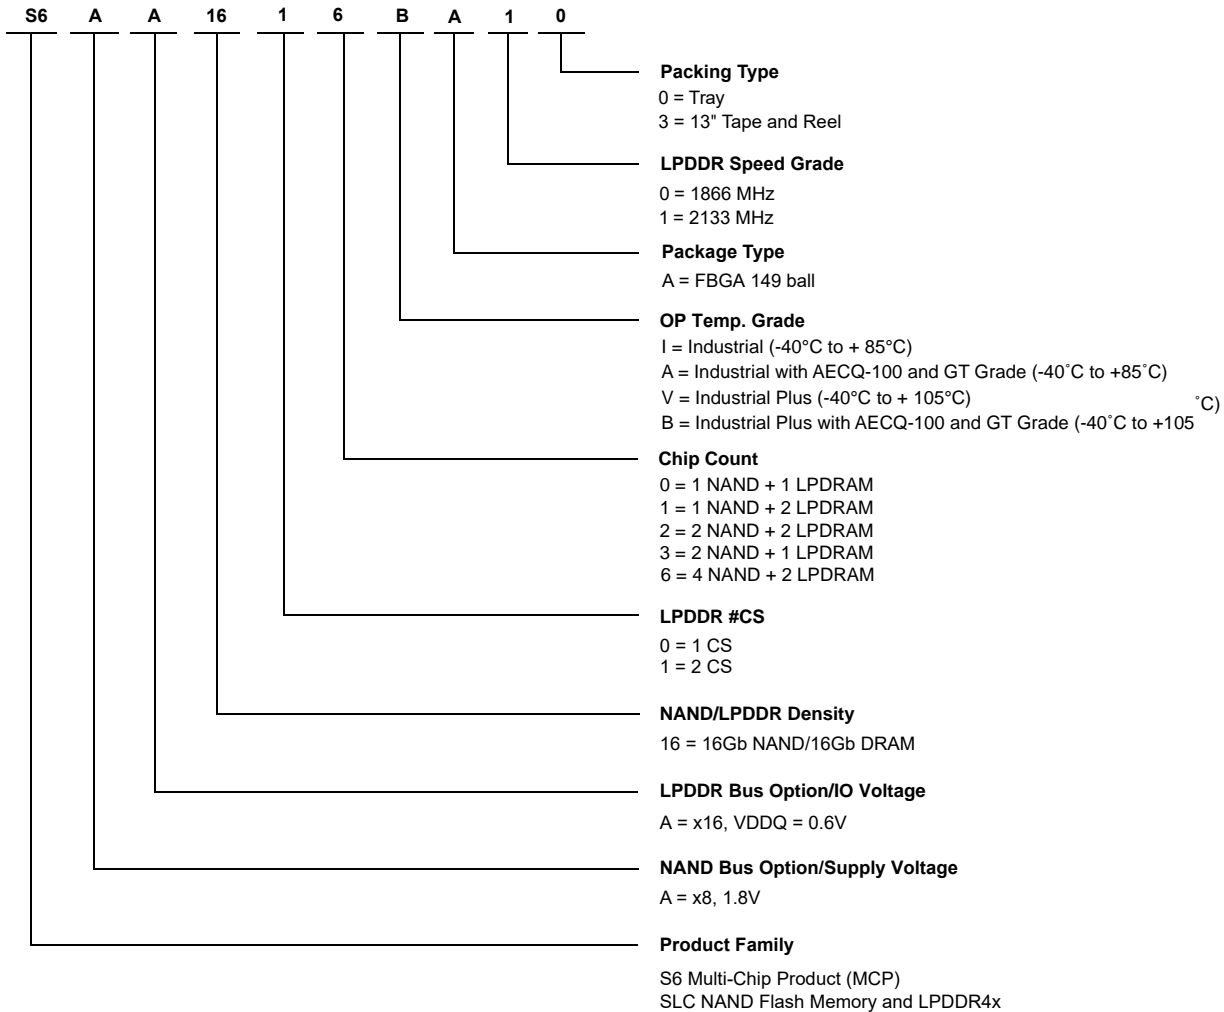 S6 A A 16 1 6 B A 1 0
Packing Type
0 = Tray
3 = 13" Tape and Reel
LPDDR Speed Grade
0 = 1866 MHz
1 = 2133 MHz
Package Type
A = FBGA 149 ball
OP Temp. Grade
I = Industrial (-40°C to + 85°C)
A = Industrial with AECQ-100 and GT Grade (-40˚C to +85˚C)
V = Industrial Plus (-40°C to + 105°C)
B = Industrial Plus with AECQ-100 and GT Grade (-40˚C to +105 ˚C)
Chip Count
0 = 1 NAND + 1 LPDRAM
1 = 1 NAND + 2 LPDRAM
2 = 2 NAND + 2 LPDRAM
3 = 2 NAND + 1 LPDRAM
6 = 4 NAND + 2 LPDRAM
LPDDR #CS
0 = 1 CS
1 = 2 CS
NAND/LPDDR Density
16 = 16Gb NAND/16Gb DRAM
LPDDR Bus Option/IO Voltage
A = x16, VDDQ = 0.6V
NAND Bus Option/Supply Voltage
A = x8, 1.8V
Product Family
S6 Multi-Chip Product (MCP)
SLC NAND Flash Memory and LPDDR4x